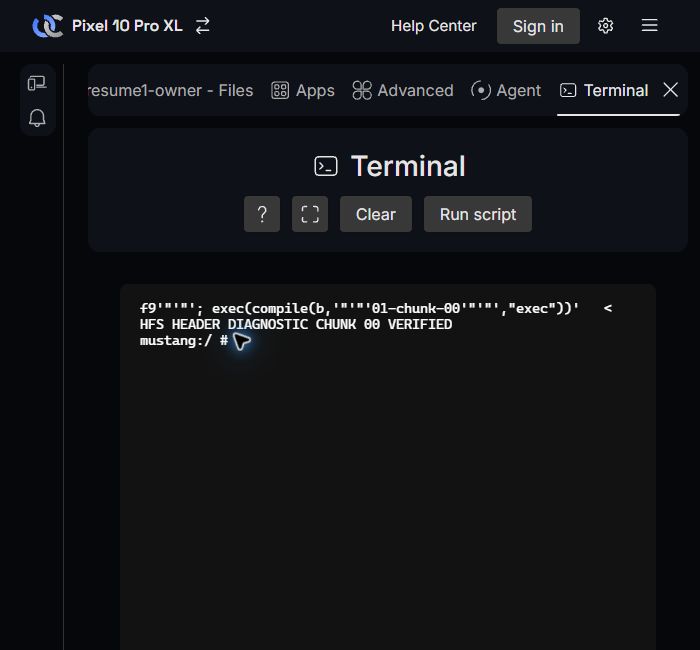 Pixel 10 Pro XL
Help Center
Sign in
resume1-owner - Files
Apps
Advanced
Agent
Terminal
Terminal
?
Clear
Run script
f9'"'"'; exec(compile(b,'"'"'01-chunk-00'"'"',"exec"))' <
HFS HEADER DIAGNOSTIC CHUNK 00 VERIFIED
mustang:/ #